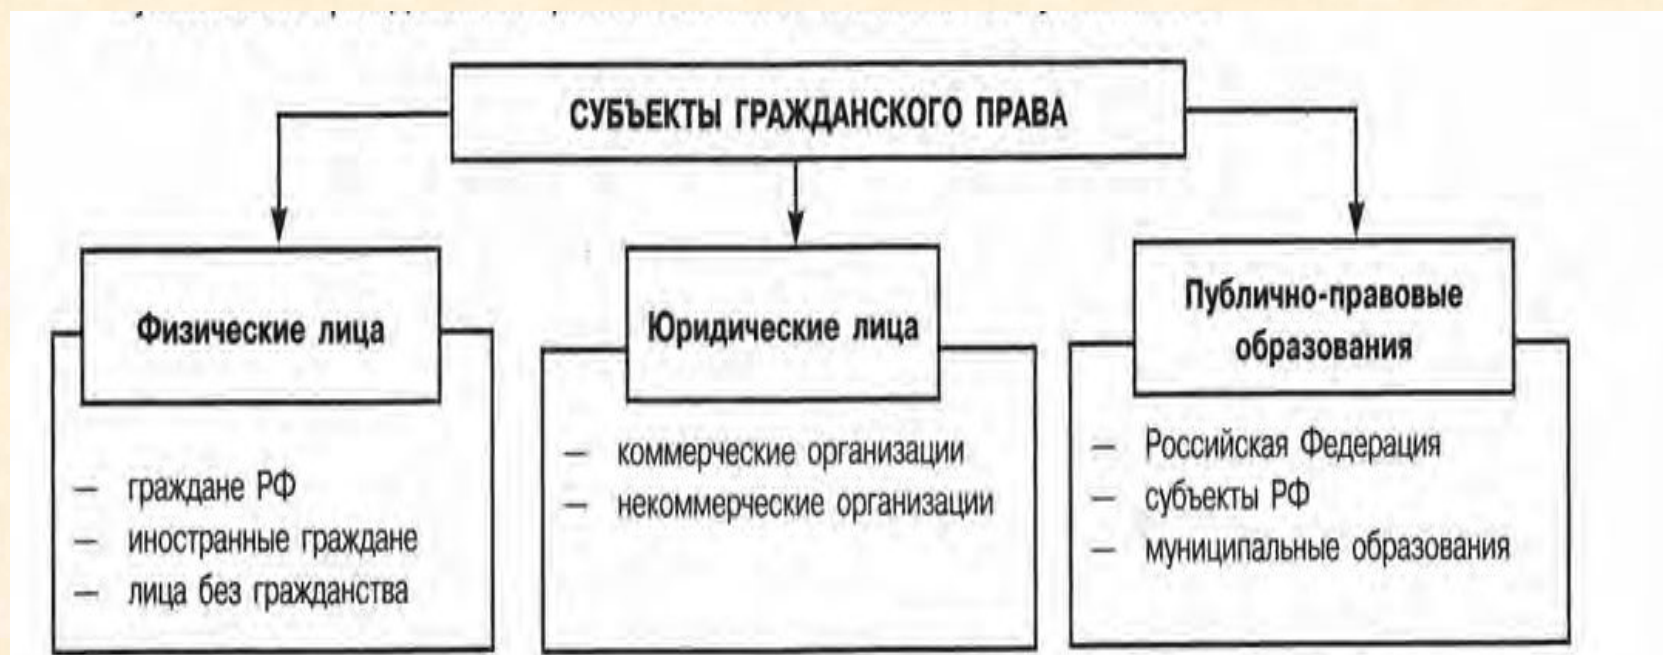 СУБЪЕКТЫ ГРАЖДАНСКОГО ПРАВА
Физические лица
— граждане РФ
— иностранные граждане
— лица без гражданства
Юридические лица
— коммерческие организации
— некоммерческие организации
Публично-правовые
образования
— Российская Федерация
— субъекты РФ
— муниципальные образования